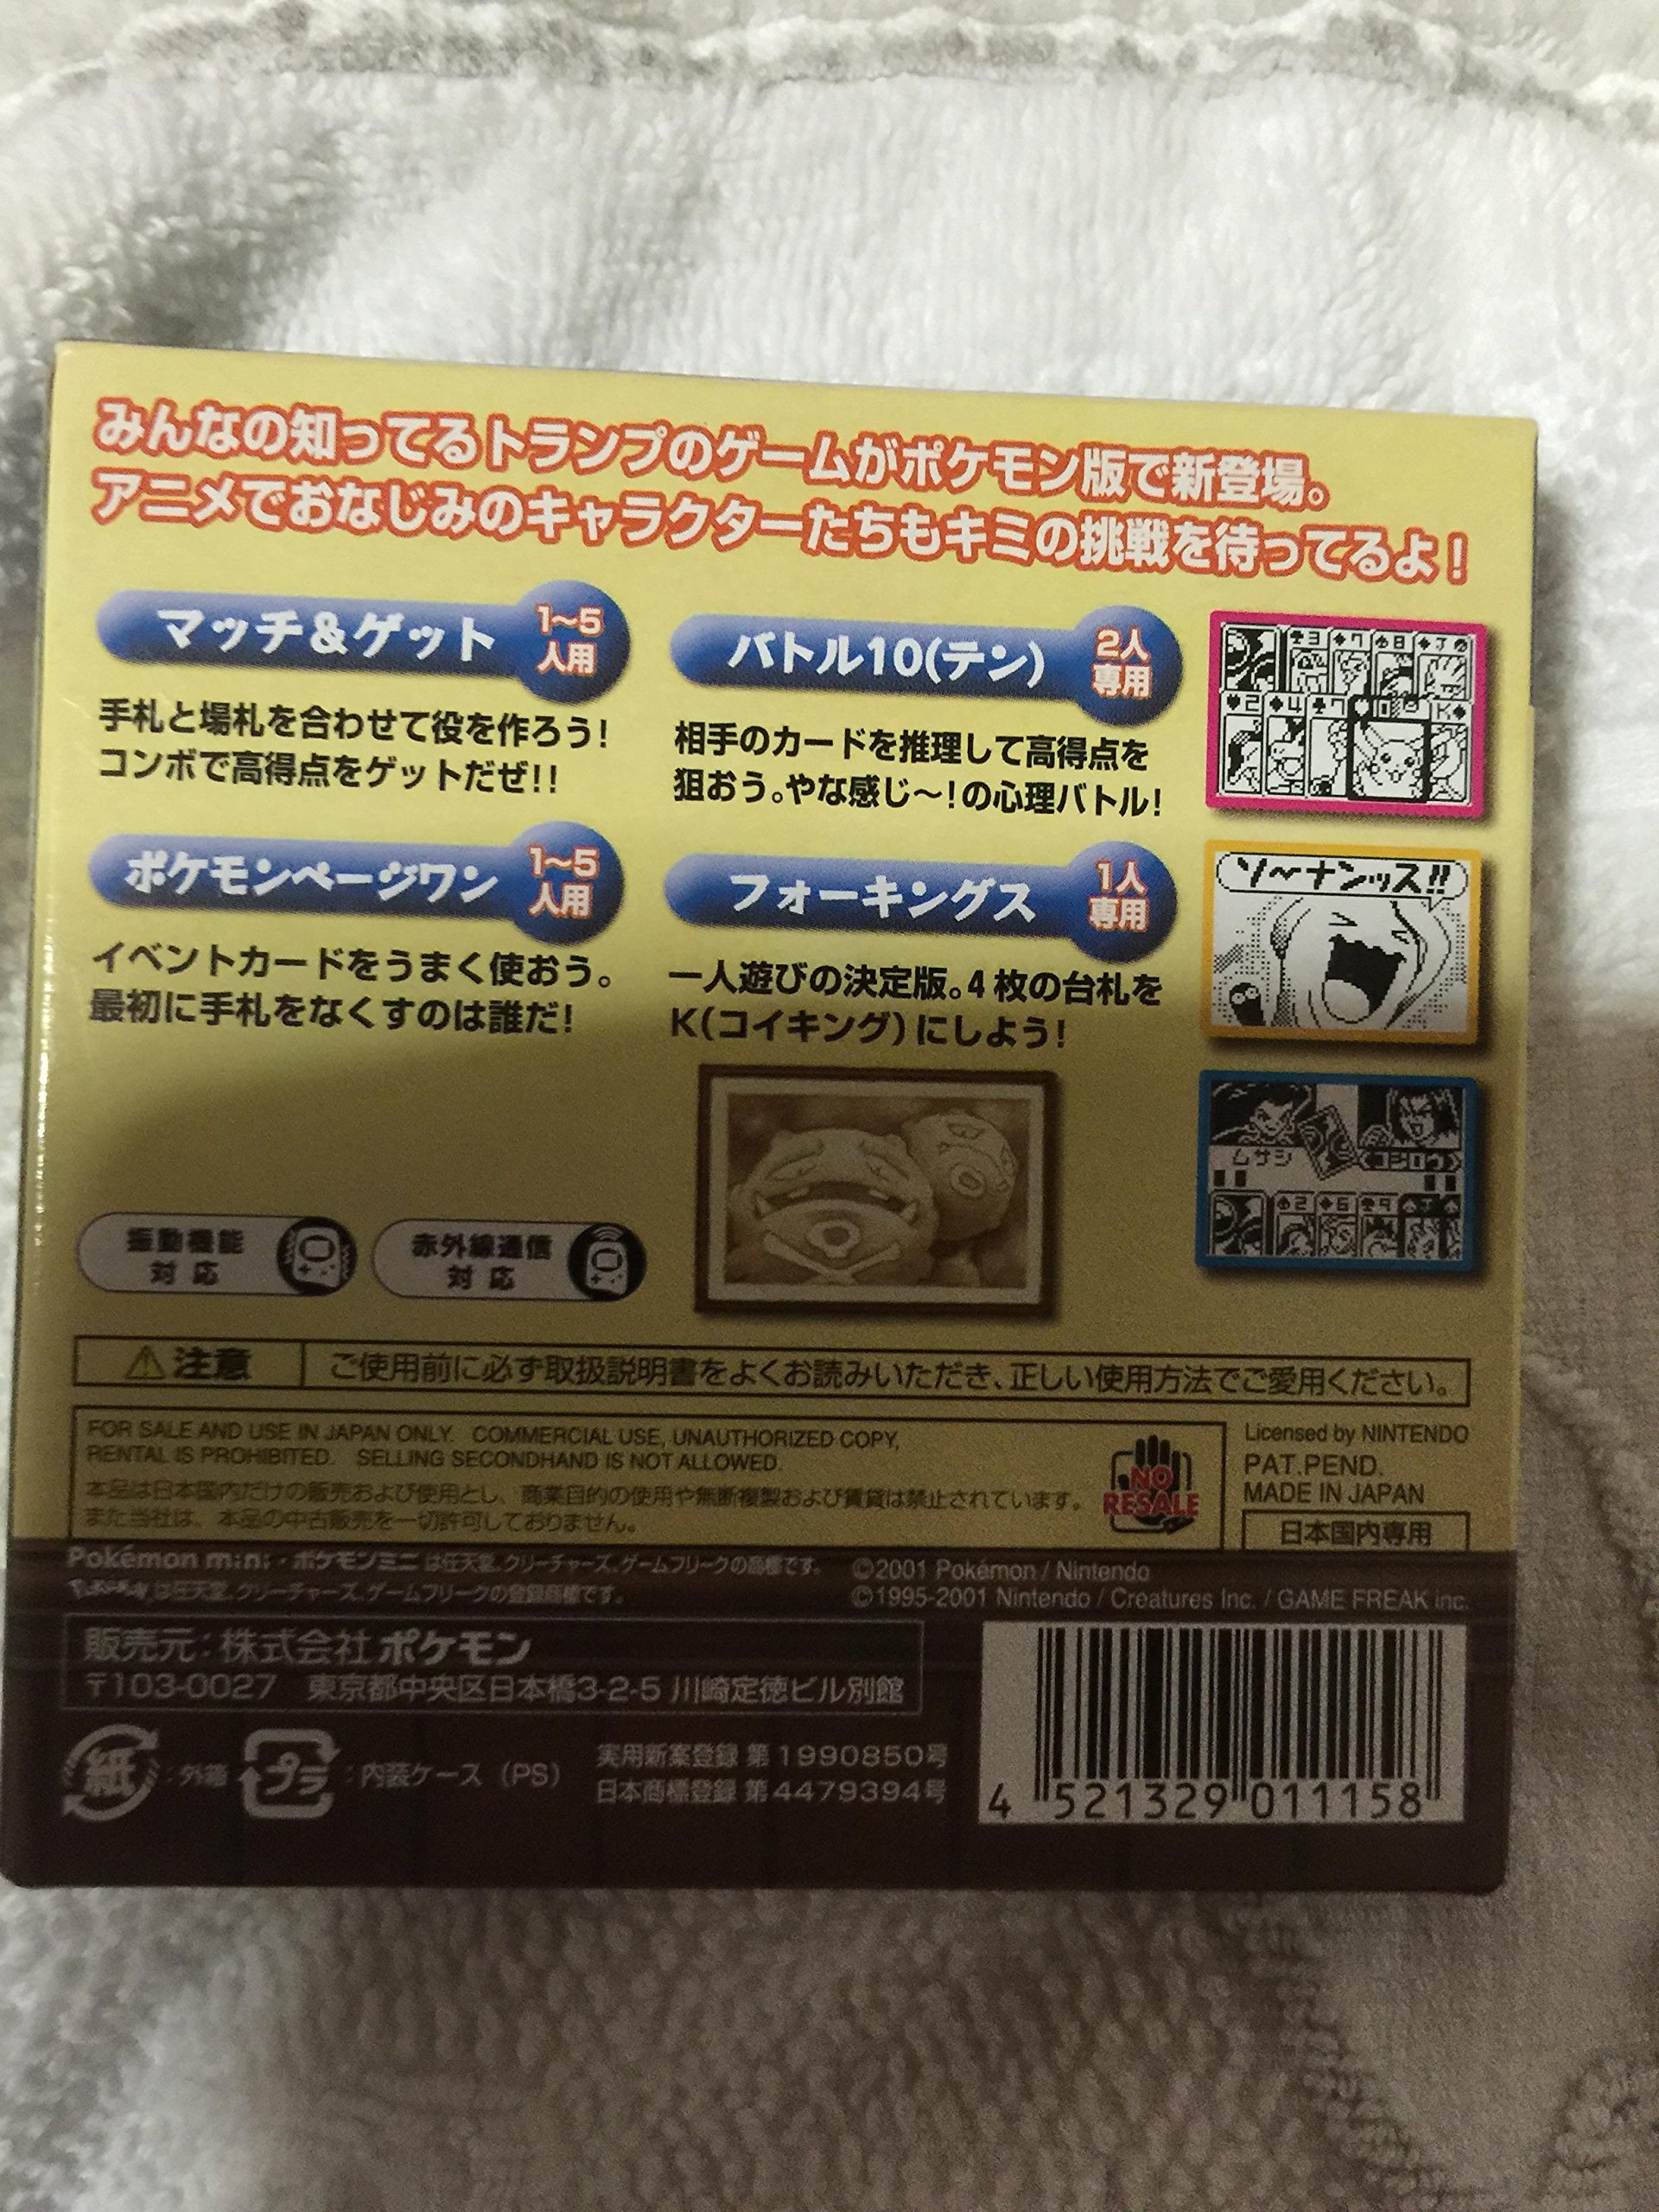 みんなの知ってるトランプのゲームがポケモン版で新登場。
アニメでおなじみのキャラクターたちもキミの挑戦を待ってるよ！
マッチ&ゲット
1～5
人用
手札と場札を合わせて役を作ろう!
コンボで高得点をゲットだぜ!!
バトル10(テン)
2人
専用
相手のカードを推理して高得点を
狙おう。やな感じ～!の心理バトル!
ポケモンページワン
1～5
人用
イベントカードをうまく使おう。
最初に手札をなくすのは誰だ!
フォーキングス
1人
専用
一人遊びの決定版。4枚の台札を
K(コイキング)にしよう!
3 7 8 J
2 4 7 10 K
ソ～ナンッス!!
ムサシ
コジロウ
2 6 9 J
振動機能
対応
赤外線通信
対応
注意
ご使用前に必ず取扱説明書をよくお読みいただき、正しい使用方法でご愛用ください。
FOR SALE AND USE IN JAPAN ONLY. COMMERCIAL USE, UNAUTHORIZED COPY,
RENTAL IS PROHIBITED. SELLING SECONDHAND IS NOT ALLOWED.
本品は日本国内だけの販売および使用とし、商業目的の使用や無断複製および賃貸は禁止されています。
また当社は、本品の中古販売を一切許可しておりません。
NO
RESALE
Licensed by NINTENDO
PAT.PEND.
MADE IN JAPAN
日本国内専用
Pokémon mini・ポケモンミニは任天堂、クリーチャーズ、ゲームフリークの商標です。
Pokémonは任天堂、クリーチャーズ、ゲームフリークの登録商標です。
©2001 Pokémon / Nintendo
©1995-2001 Nintendo / Creatures Inc. / GAME FREAK inc.
販売元:株式会社ポケモン
〒103-0027 東京都中央区日本橋3-2-5 川崎定徳ビル別館
紙:外箱 プラ:内装ケース (PS)
実用新案登録 第1990850号
日本商標登録 第4479394号
4 521329 011158